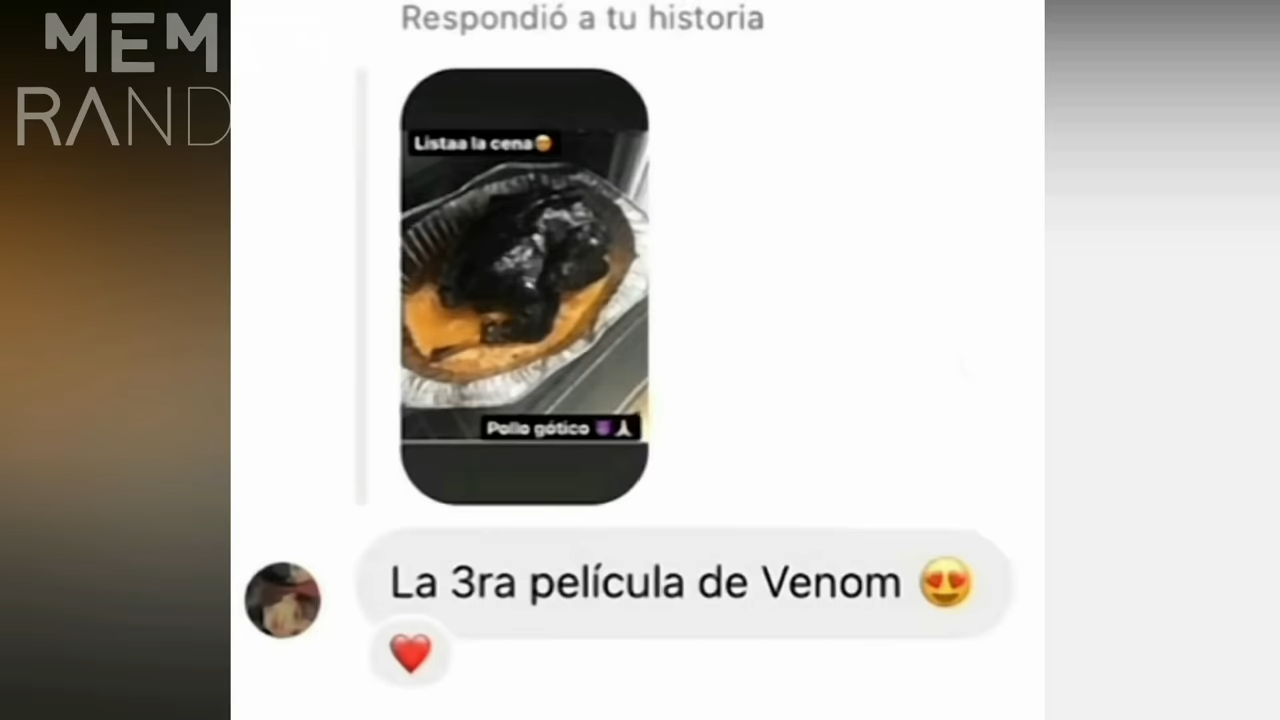 MEM
RAND
Respondió a tu historia
Listaa la cena
Pollo gótico
La 3ra película de Venom